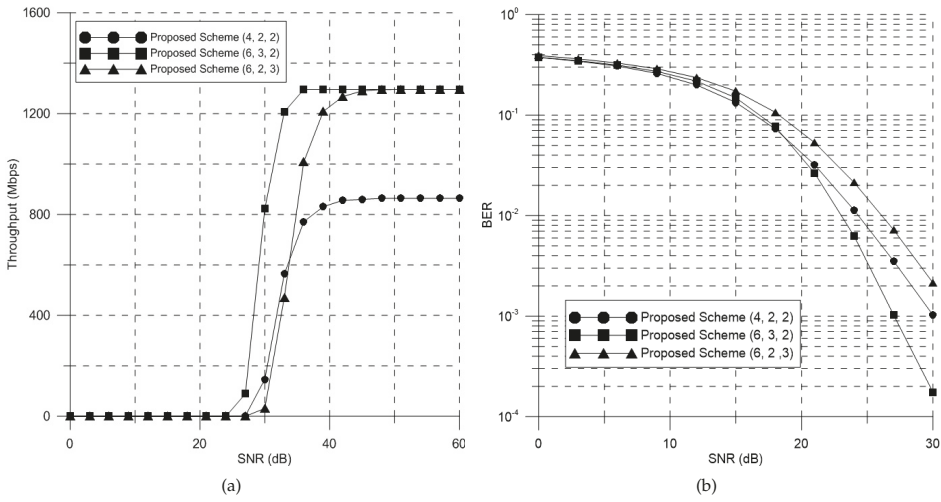 1600
1200
800
400
0
0
20
40
60
Throughput (Mbps)
SNR (dB)
Proposed Scheme (4, 2, 2)
Proposed Scheme (6, 3, 2)
Proposed Scheme (6, 2, 3)
(a)
10^0
10^-1
10^-2
10^-3
10^-4
0
10
20
30
BER
SNR (dB)
Proposed Scheme (4, 2, 2)
Proposed Scheme (6, 3, 2)
Proposed Scheme (6, 2 ,3)
(b)